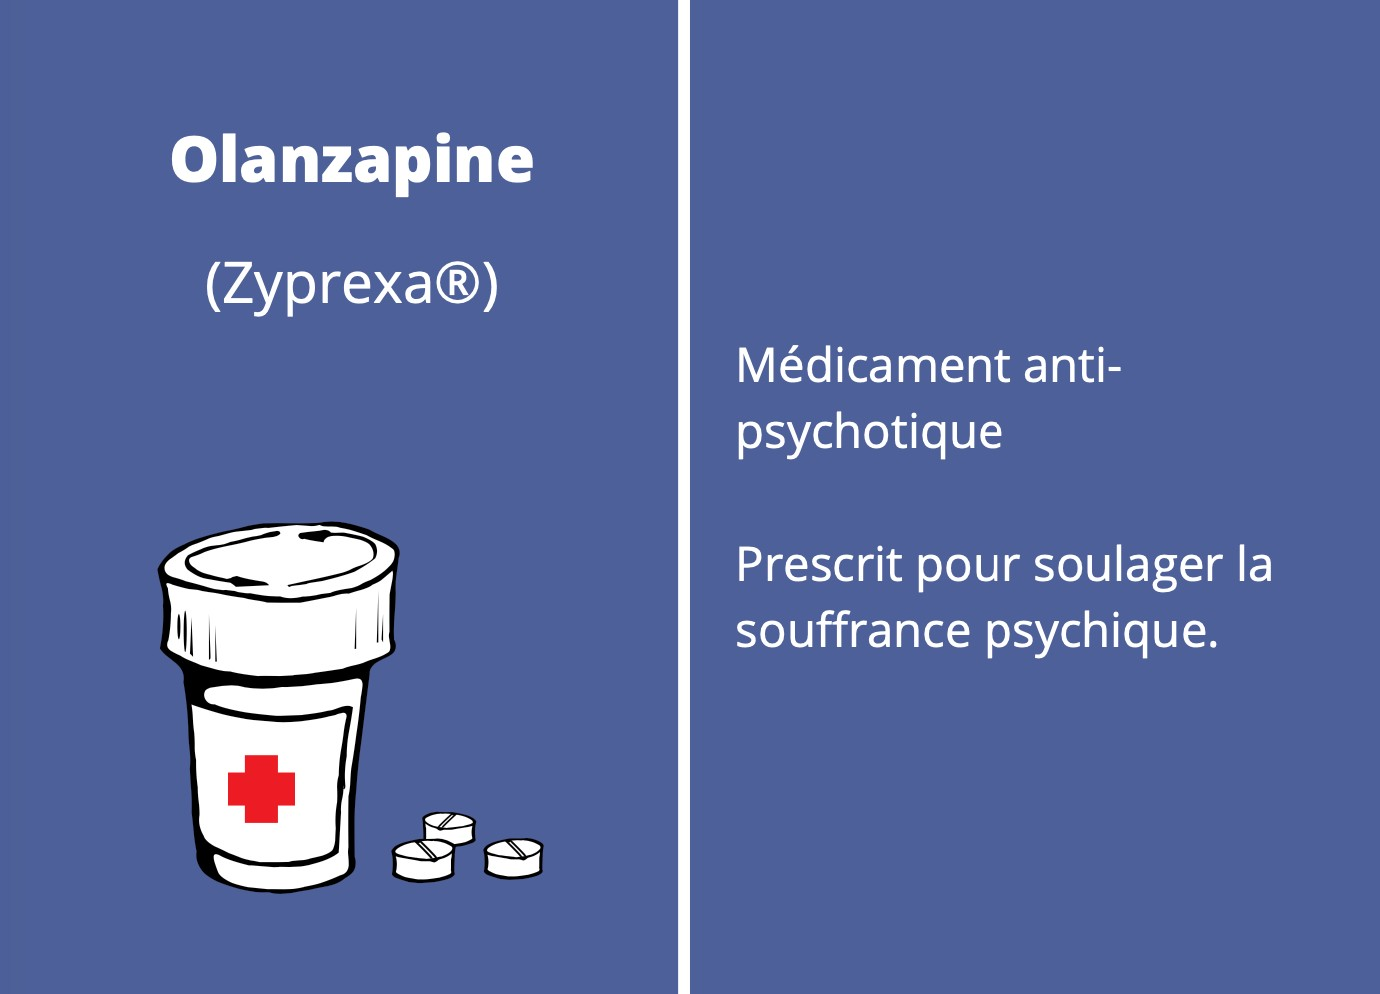 Olanzapine
(Zyprexa®)
Médicament anti-
psychotique
Prescrit pour soulager la
souffrance psychique.